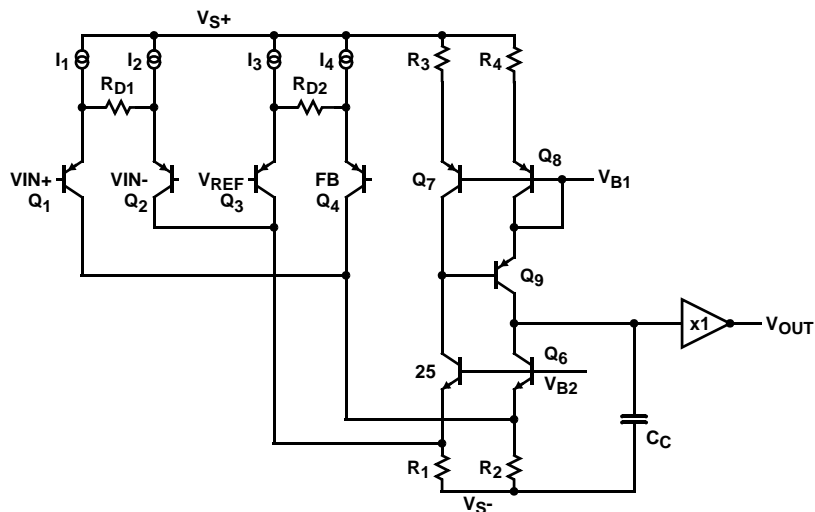 VS+
I1
I2
I3
I4
RD1
RD2
R3
R4
VIN+
Q1
VIN-
Q2
VREF
Q3
FB
Q4
Q7
Q8
VB1
Q9
x1
VOUT
25
Q6
VB2
CC
R1
R2
VS-